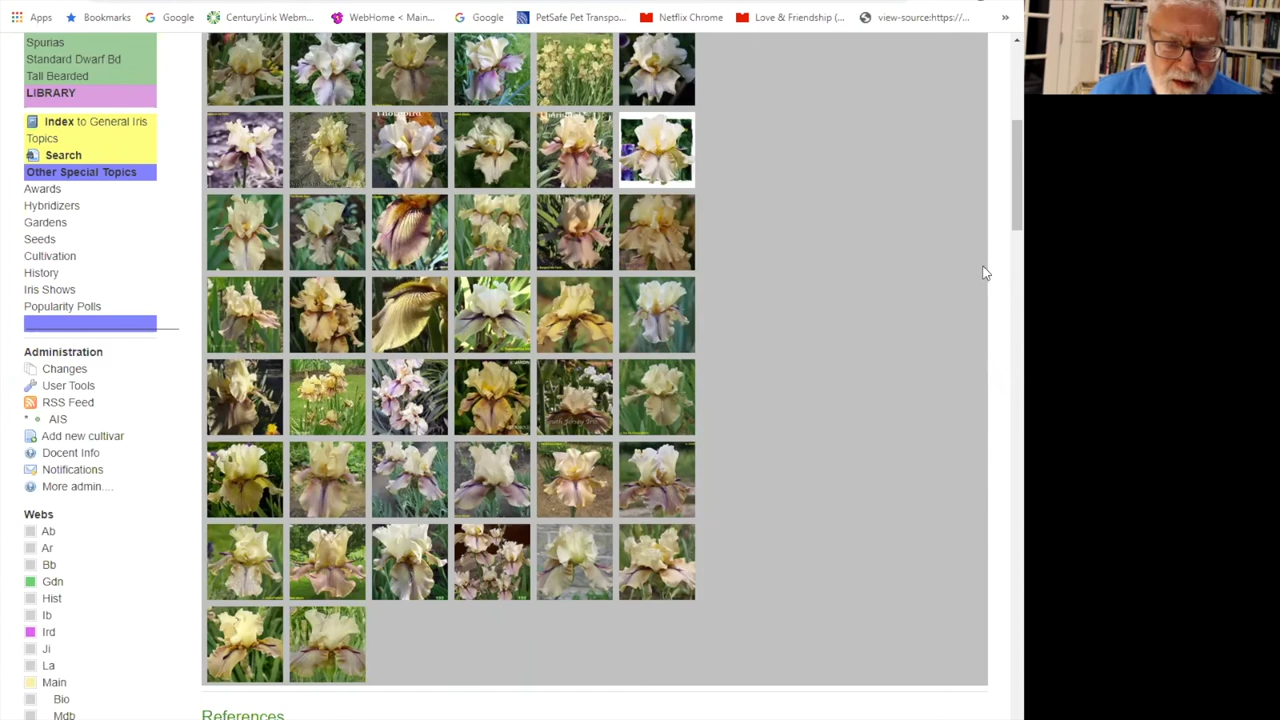 Apps
Bookmarks
Google
CenturyLink Webm...
WebHome < Main...
Google
PetSafe Pet Transpo...
Netflix Chrome
Love & Friendship (...
view-source:https://...
»
Spurias
Standard Dwarf Bd
Tall Bearded
LIBRARY
Index to General Iris
Topics
Search
Other Special Topics
Awards
Hybridizers
Gardens
Seeds
Cultivation
History
Iris Shows
Popularity Polls
Administration
Changes
User Tools
RSS Feed
AIS
Add new cultivar
Docent Info
Notifications
More admin....
Webs
Ab
Ar
Bb
Gdn
Hist
Ib
Ird
Ji
La
Main
Bio
Mdb
South Jersey Iris
References